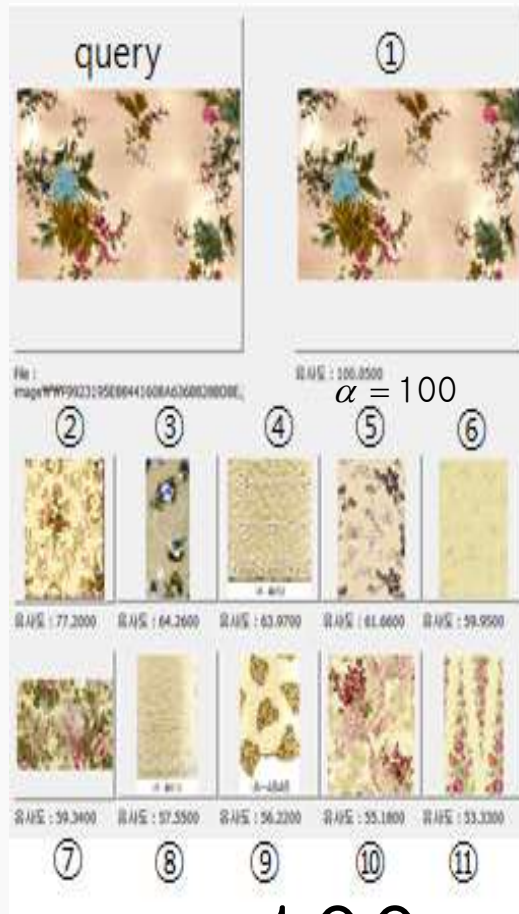 query ①
File : 유사도 : 100.0500
α = 100
② ③ ④ ⑤ ⑥
유사도 : 77.2000 유사도 : 64.2600 유사도 : 63.9700 유사도 : 61.6600 유사도 : 59.9500
유사도 : 59.3400 유사도 : 57.5500 유사도 : 56.2200 유사도 : 55.1800 유사도 : 53.3300
⑦ ⑧ ⑨ ⑩ ⑪